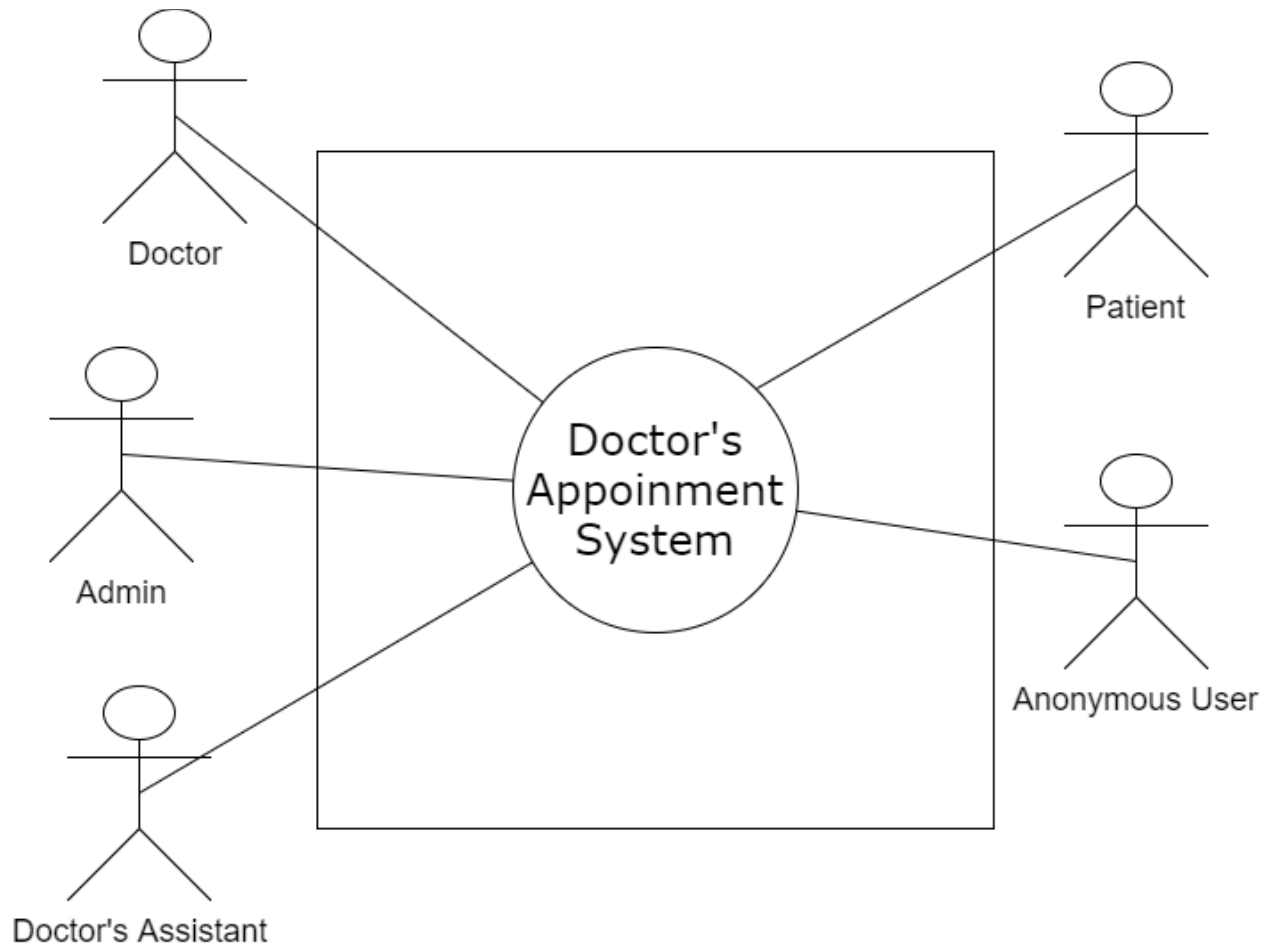 Doctor
Patient
Admin
Doctor's
Appoinment
System
Anonymous User
Doctor's Assistant